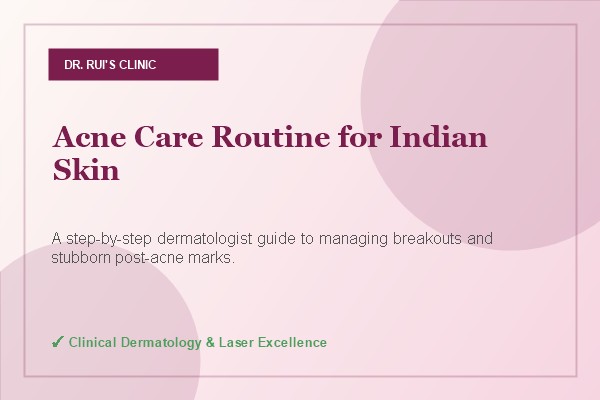 DR. RUI'S CLINIC
Acne Care Routine for Indian
Skin
A step-by-step dermatologist guide to managing breakouts and
stubborn post-acne marks.
✓ Clinical Dermatology & Laser Excellence